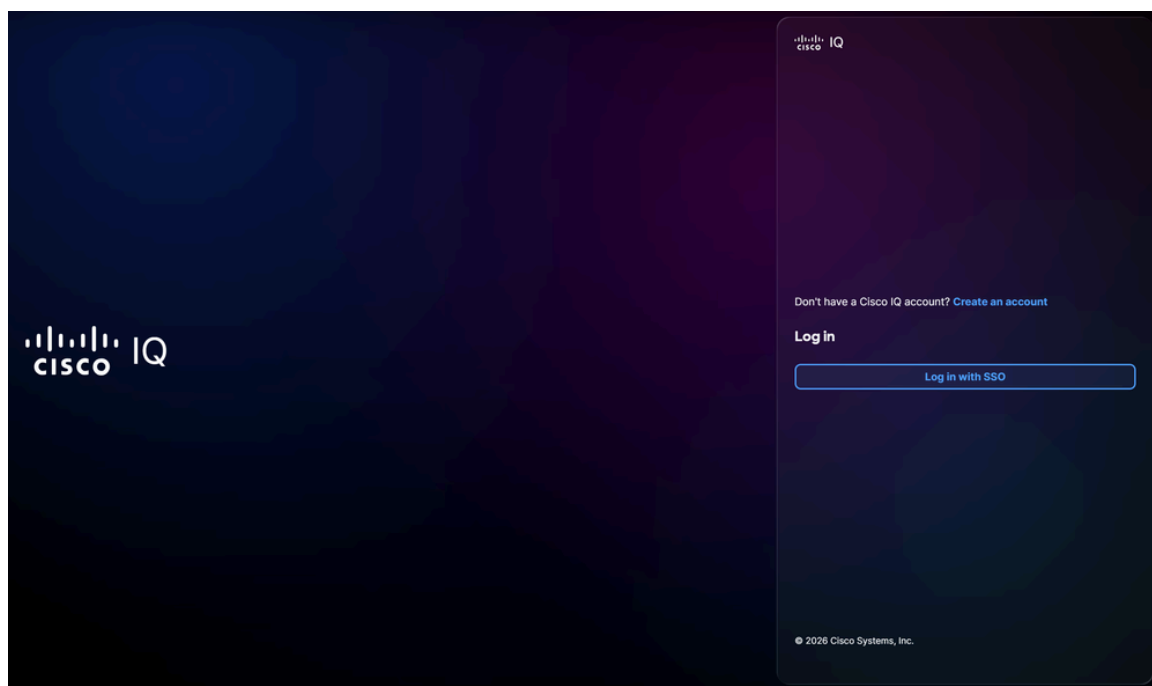 cisco IQ
cisco IQ
Don't have a Cisco IQ account? Create an account
Log in
Log in with SSO
© 2026 Cisco Systems, Inc.